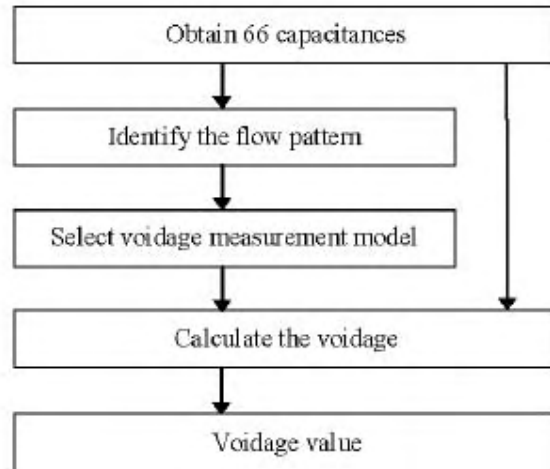 Obtain 66 capacitances
Identify the flow pattern
Select voidage measurement model
Calculate the voidage
Voidage value